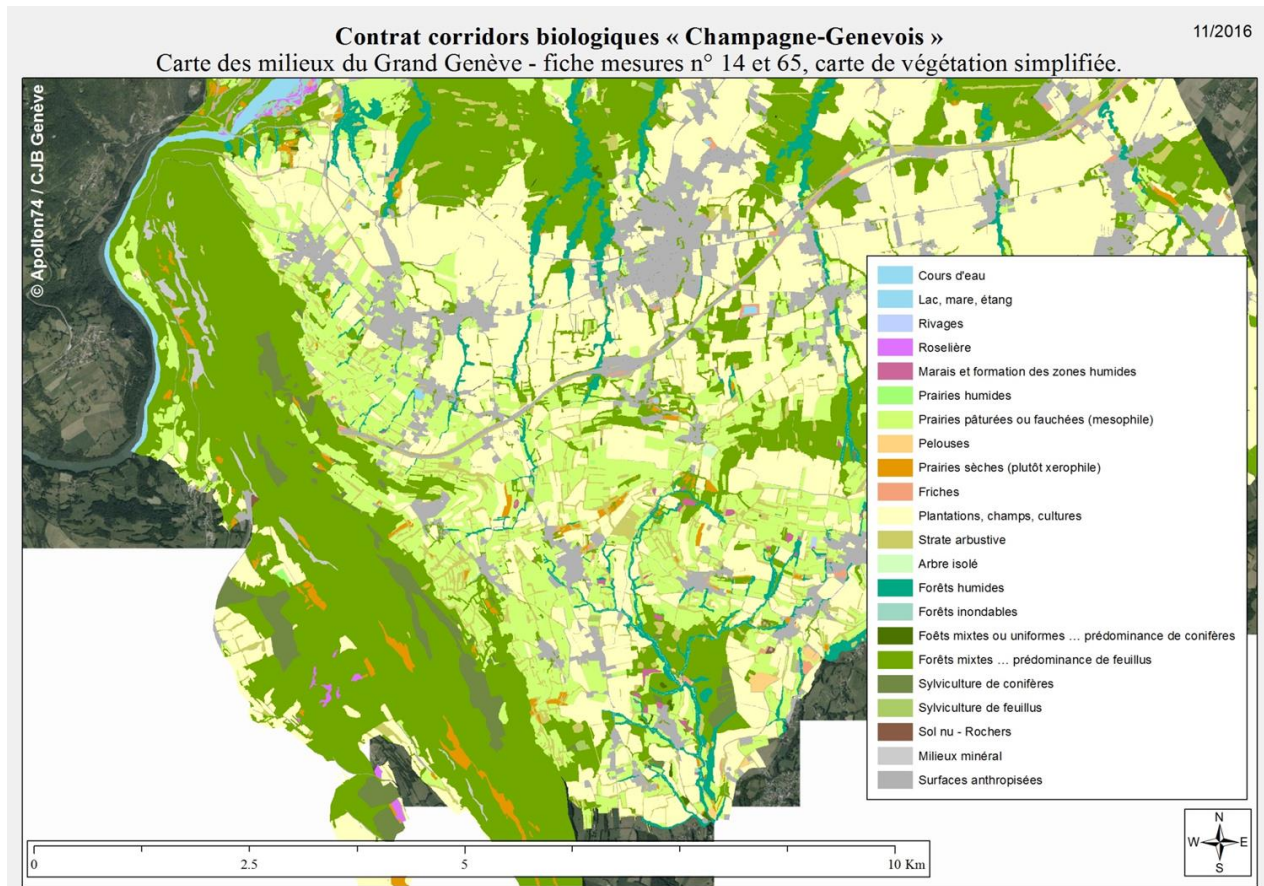 Contrat corridors biologiques « Champagne-Genevois »
11/2016
Carte des milieux du Grand Genève - fiche mesures n° 14 et 65, carte de végétation simplifiée.
© Apollon74 / CJB Genève
Cours d'eau
Lac, mare, étang
Rivages
Roselière
Marais et formation des zones humides
Prairies humides
Prairies pâturées ou fauchées (mesophile)
Pelouses
Prairies sèches (plutôt xerophile)
Friches
Plantations, champs, cultures
Strate arbustive
Arbre isolé
Forêts humides
Forêts inondables
Foêts mixtes ou uniformes ... prédominance de conifères
Forêts mixtes ... prédominance de feuillus
Sylviculture de conifères
Sylviculture de feuillus
Sol nu - Rochers
Milieux minéral
Surfaces anthropisées
N
W E
S
0 2.5 5 10 Km